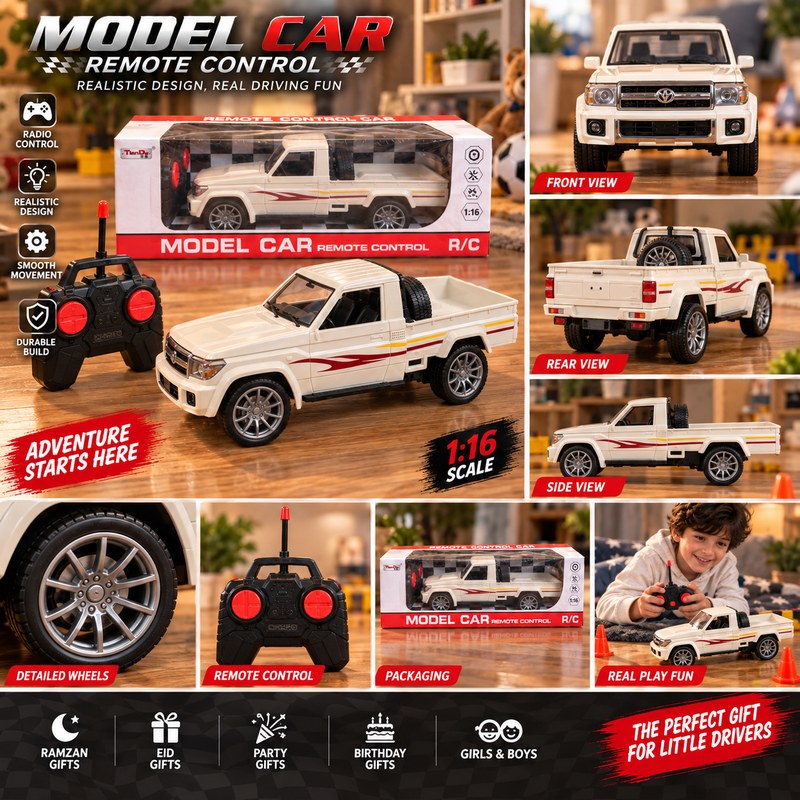 MODEL CAR
REMOTE CONTROL
REALISTIC DESIGN, REAL DRIVING FUN
RADIO
CONTROL
REALISTIC
DESIGN
SMOOTH
MOVEMENT
DURABLE
BUILD
REMOTE CONTROL CAR
1:16
MODEL CAR REMOTE CONTROL R/C
ADVENTURE
STARTS HERE
1:16
SCALE
FRONT VIEW
REAR VIEW
SIDE VIEW
DETAILED WHEELS
REMOTE CONTROL
REMOTE CONTROL CAR
1:16
MODEL CAR REMOTE CONTROL R/C
PACKAGING
REAL PLAY FUN
RAMZAN
GIFTS
EID
GIFTS
PARTY
GIFTS
BIRTHDAY
GIFTS
GIRLS & BOYS
THE PERFECT GIFT
FOR LITTLE DRIVERS